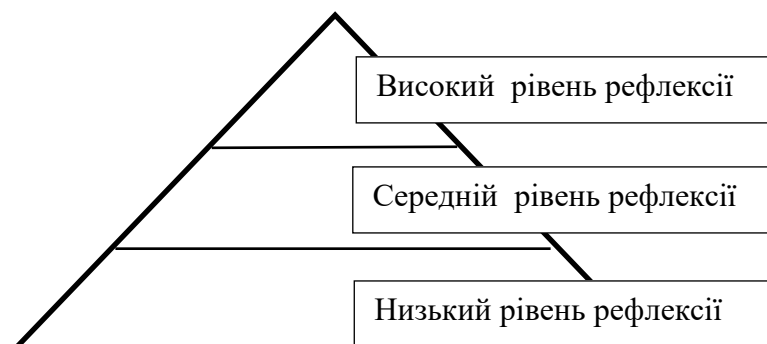 Високий рівень рефлексії
Середній рівень рефлексії
Низький рівень рефлексії